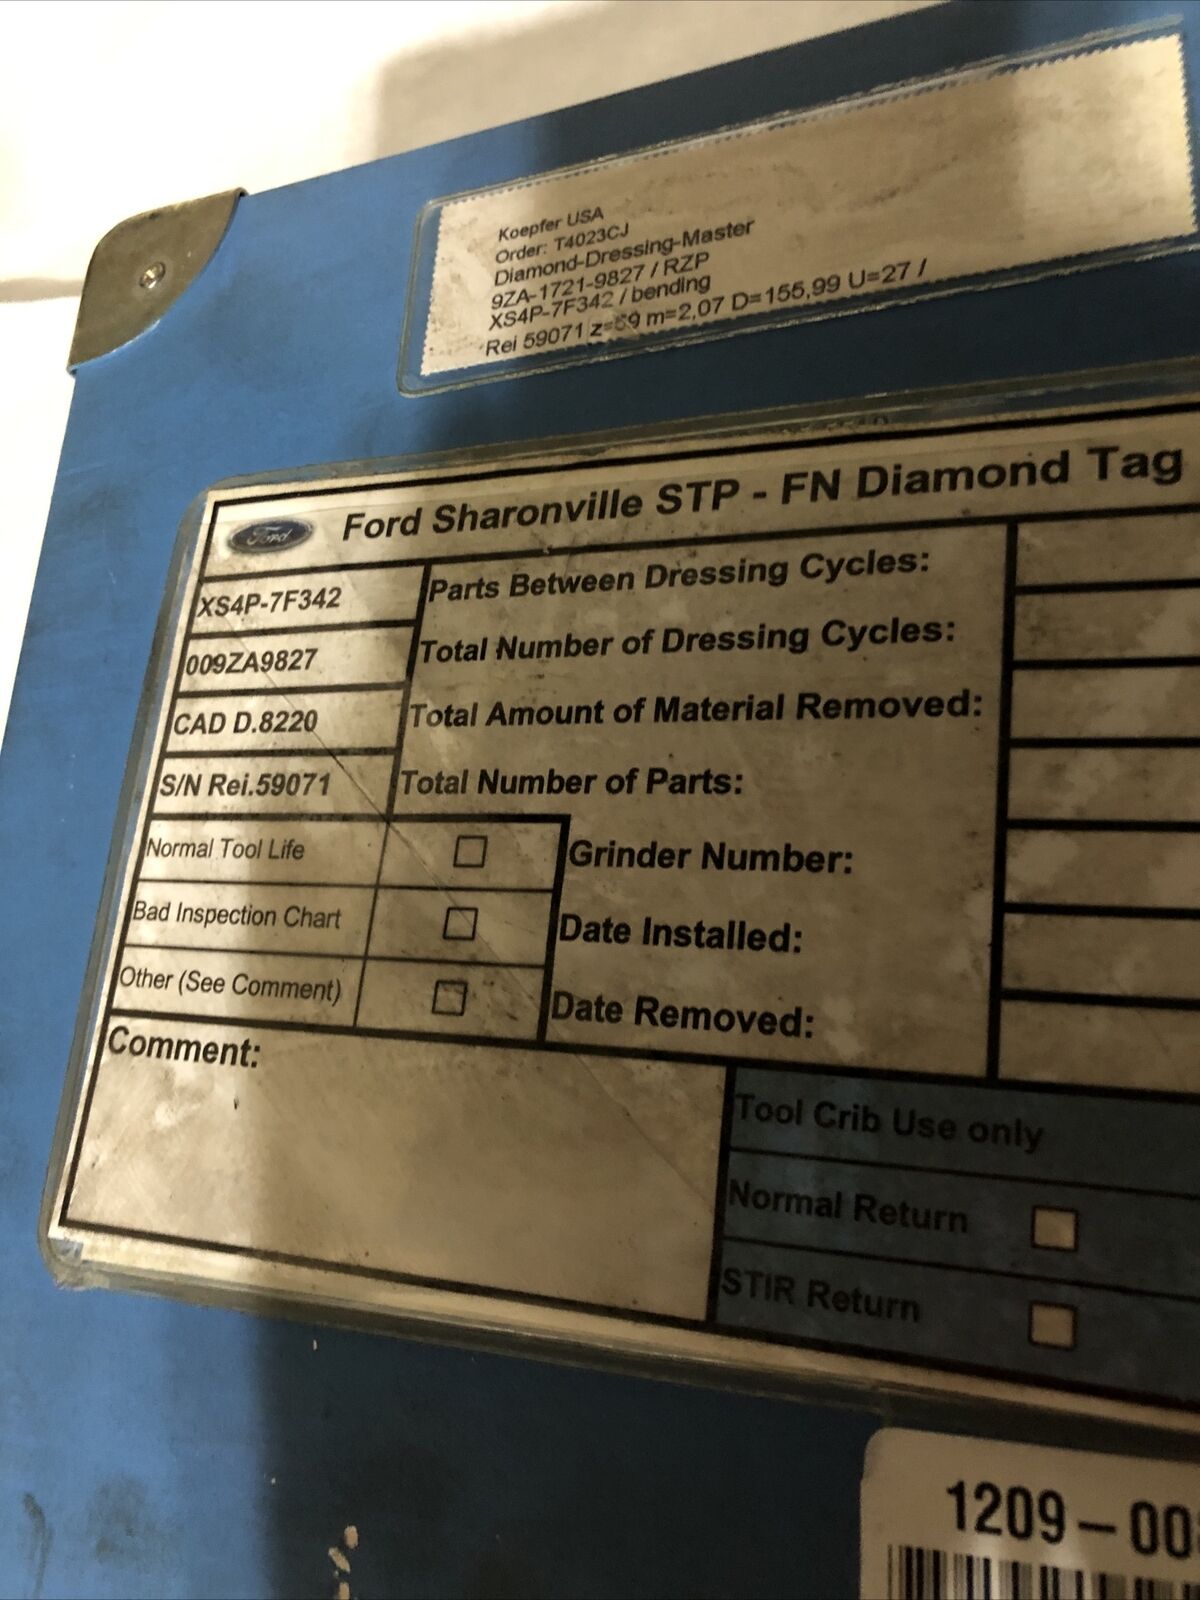 Koepfer USA
Order: T4023CJ
Diamond-Dressing-Master
9ZA-1721-9827 / RZP
XS4P-7F342 / bending
Rei 59071 z=59 m=2,07 D=155,99 U=27 /
Ford
Ford Sharonville STP - FN Diamond Tag
XS4P-7F342
009ZA9827
CAD D.8220
S/N Rei.59071
Parts Between Dressing Cycles:
Total Number of Dressing Cycles:
Total Amount of Material Removed:
Total Number of Parts:
Normal Tool Life
Bad Inspection Chart
Other (See Comment)
Grinder Number:
Date Installed:
Date Removed:
Comment:
Tool Crib Use only
Normal Return
STIR Return
1209-00